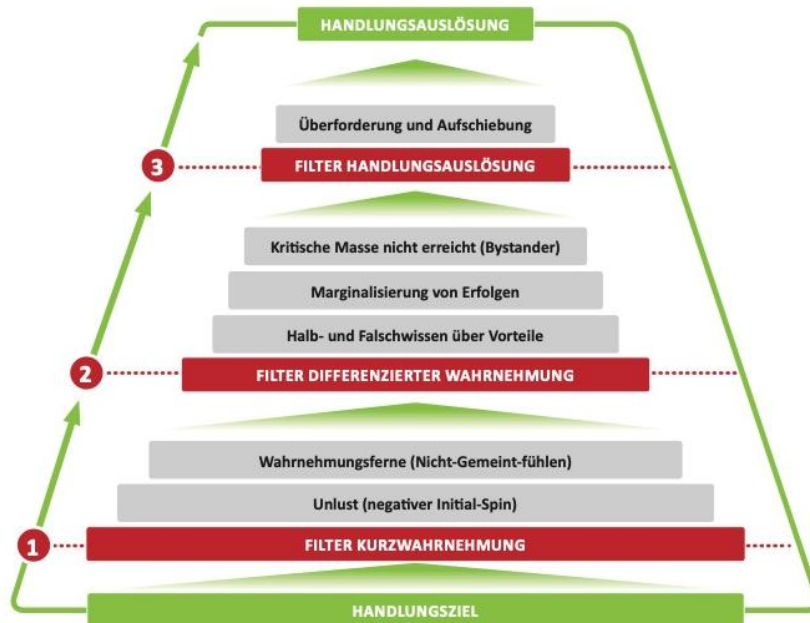 HANDLUNGSAUSLÖSUNG
Überforderung und Aufschiebung
3
FILTER HANDLUNGSAUSLÖSUNG
Kritische Masse nicht erreicht (Bystander)
Marginalisierung von Erfolgen
Halb- und Falschwissen über Vorteile
2
FILTER DIFFERENZIERTER WAHRNEHMUNG
Wahrnehmungsferne (Nicht-Gemeint-fühlen)
Unlust (negativer Initial-Spin)
1
FILTER KURZWAHRNEHMUNG
HANDLUNGSZIEL